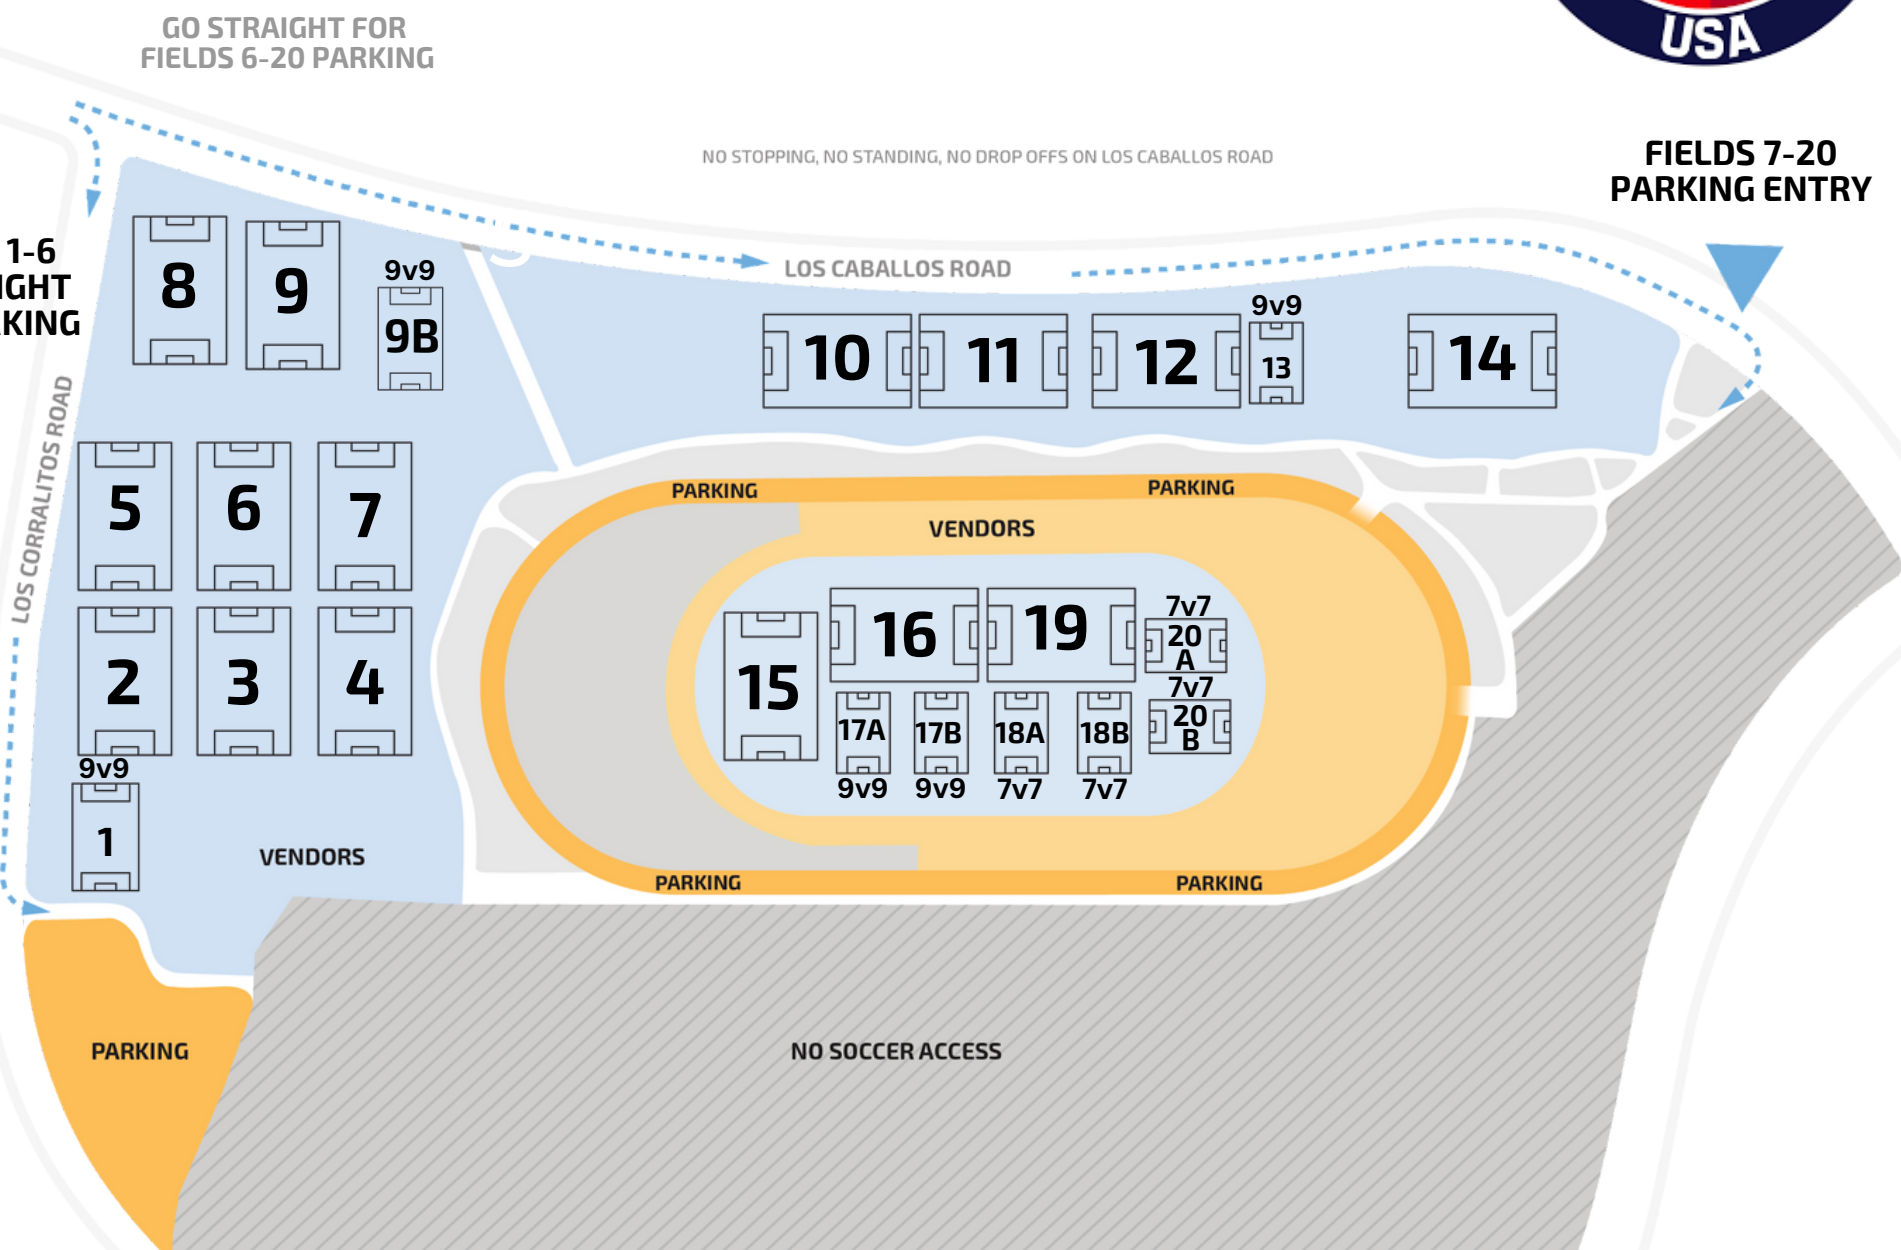 GO STRAIGHT FOR
FIELDS 6-20 PARKING
USA
NO STOPPING, NO STANDING, NO DROP OFFS ON LOS CABALLOS ROAD
FIELDS 7-20
PARKING ENTRY
1-6
LOS CABALLOS ROAD
8
9
9v9
9B
10
11
12
9v9
13
14
LOS CORRALITOS ROAD
5
6
7
PARKING
PARKING
VENDORS
2
3
4
15
16
19
7v7
20
A
7v7
20
B
17A
17B
18A
18B
9v9
9v9
7v7
7v7
9v9
1
VENDORS
PARKING
PARKING
PARKING
NO SOCCER ACCESS